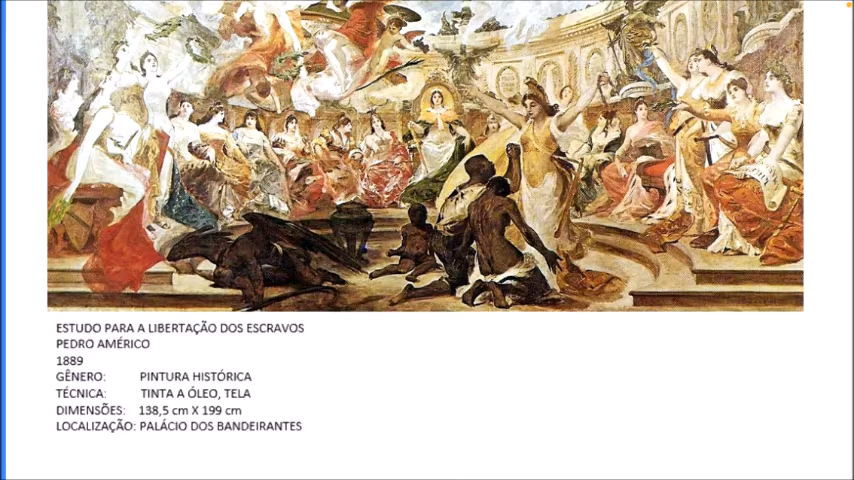 ESTUDO PARA A LIBERTAÇÃO DOS ESCRAVOS
PEDRO AMÉRICO
1889
GÊNERO: PINTURA HISTÓRICA
TÉCNICA: TINTA A ÓLEO, TELA
DIMENSÕES: 138,5 cm X 199 cm
LOCALIZAÇÃO: PALÁCIO DOS BANDEIRANTES